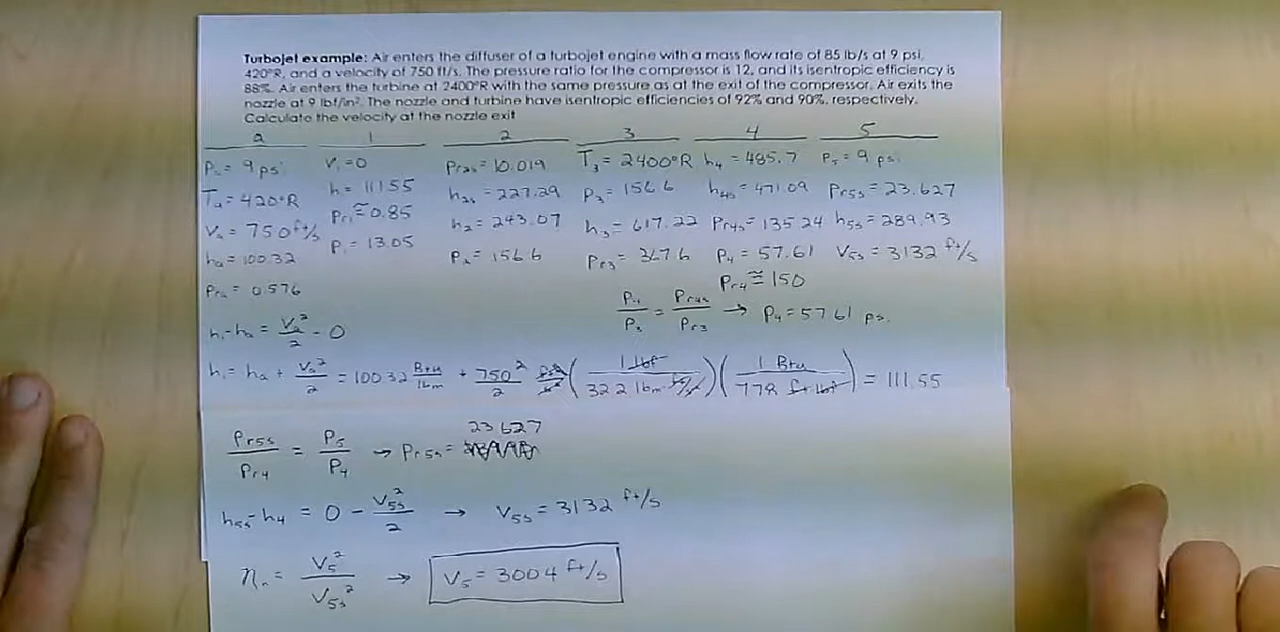 Turbojet example: Air enters the diffuser of a turbojet engine with a mass flow rate of 85 lb/s at 9 psi,
420°R, and a velocity of 750 ft/s. The pressure ratio for the compressor is 12, and its isentropic efficiency is
88%. Air enters the turbine at 2400°R with the same pressure as at the exit of the compressor. Air exits the
nozzle at 9 lbf/in². The nozzle and turbine have isentropic efficiencies of 92% and 90%, respectively.
Calculate the velocity at the nozzle exit
a 1 2 3 4 5
Pa = 9 psi V1 = 0 Pr2s = 10.019 T3 = 2400°R h4 = 485.7 P5 = 9 psi
Ta = 420°R h1 = 111.55 h2s = 227.29 P3 = 156.6 h4s = 471.09 Pr5s = 23.627
Va = 750 ft/s Pr1 ≅ 0.85 h2 = 243.07 h3 = 617.22 Pr4s = 135.24 h5s = 289.93
ha = 100.32 P1 = 13.05 P2 = 156.6 Pr3 = 367.6 P4 = 57.61 V5s = 3132 ft/s
Pra = 0.576 Pr4 ≅ 150
P4/P3 = Pr4s/Pr3 → P4 = 57.61 psi
h1-ha = Va²/2 - 0
h1 = ha + Va²/2 = 100.32 Btu/lbm + 750²/2 ft²/s² (1 lbf/32.2 lbm ft/s²)(1 Btu/778 ft lbf) = 111.55
Pr5s/Pr4 = P5/P4 → Pr5s = 23.627
h5s-h4 = 0 - V5s²/2 → V5s = 3132 ft/s
ηn = V5²/V5s² → V5 = 3004 ft/s